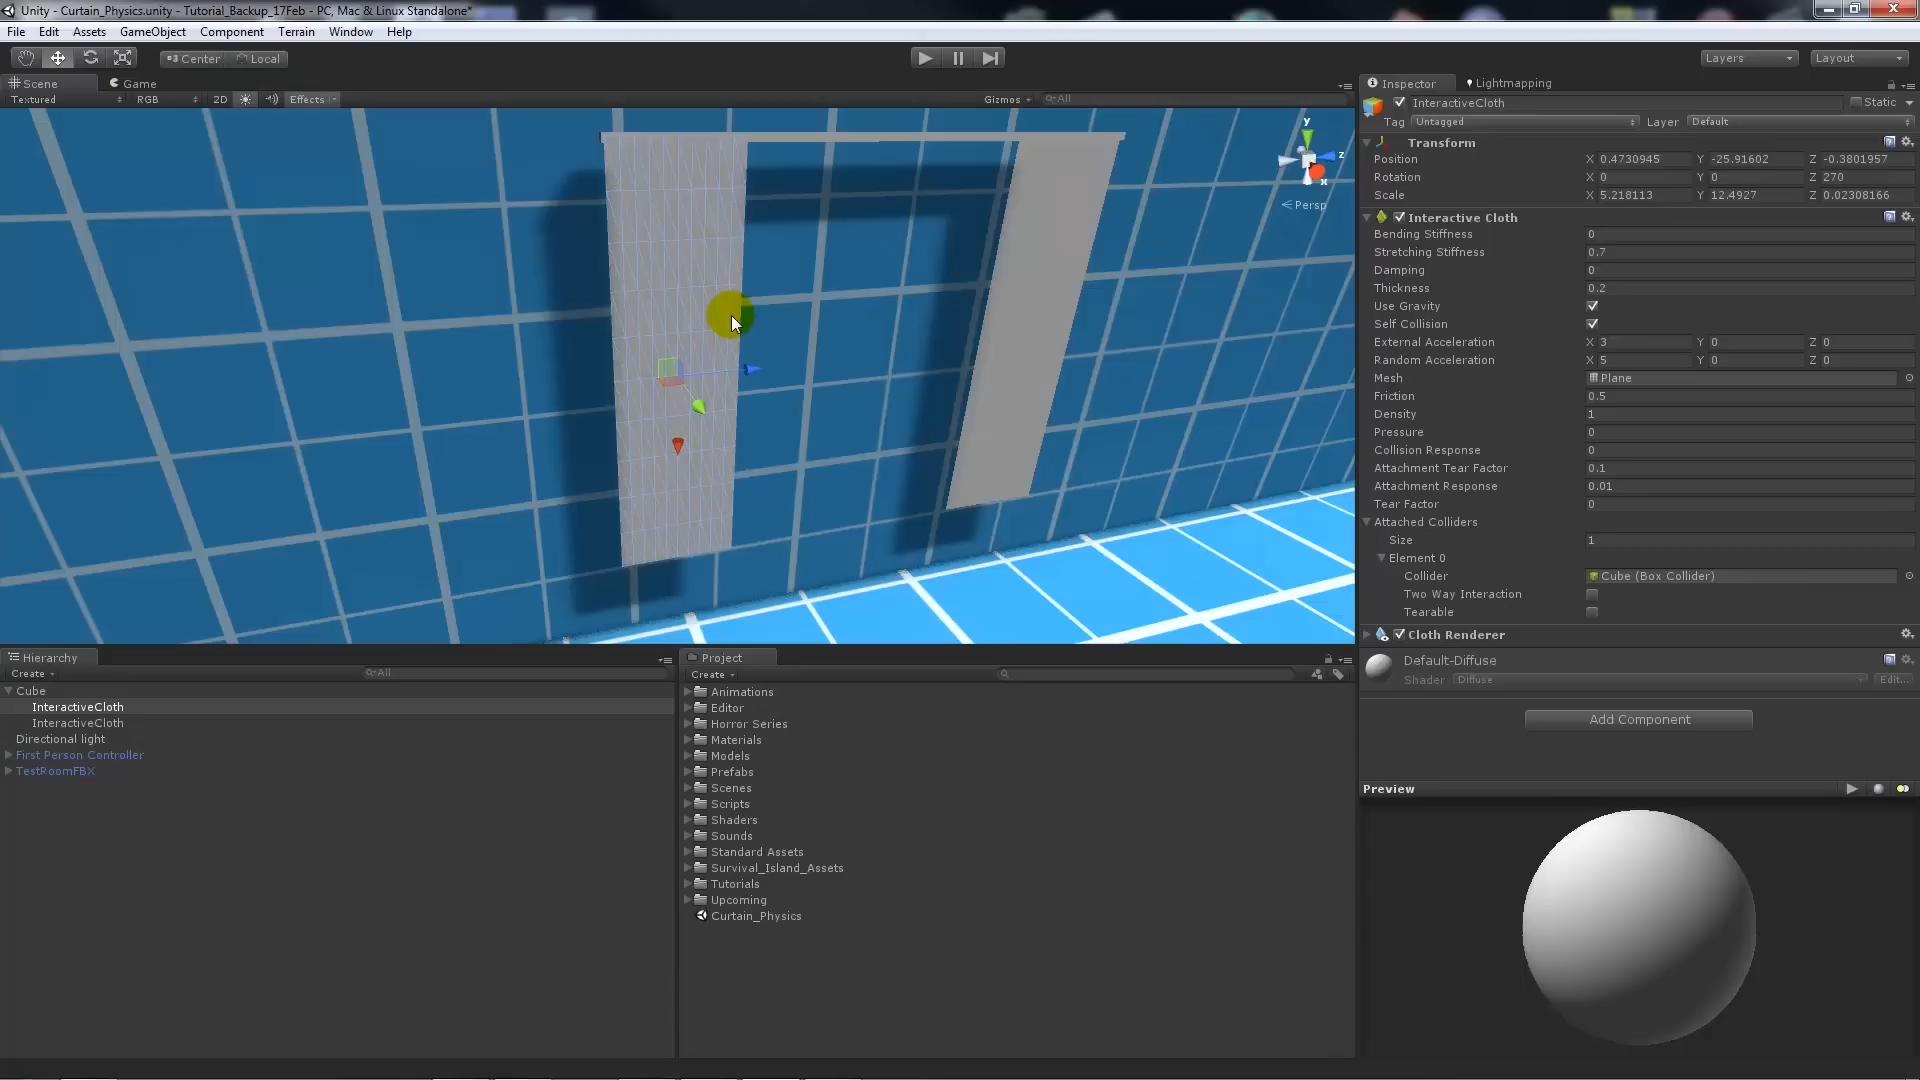 Unity - Curtain_Physics.unity - Tutorial_Backup_17Feb - PC, Mac & Linux Standalone*
File Edit Assets GameObject Component Terrain Window Help
Center Local Layers Layout
Scene Game
Textured RGB 2D Effects Gizmos All
y
z
x
Persp
Inspector Lightmapping
InteractiveCloth Static
Tag Untagged Layer Default
Transform
Position X 0.4730945 Y -25.91602 Z -0.3801957
Rotation X 0 Y 0 Z 270
Scale X 5.218113 Y 12.4927 Z 0.02308166
Interactive Cloth
Bending Stiffness 0
Stretching Stiffness 0.7
Damping 0
Thickness 0.2
Use Gravity
Self Collision
External Acceleration X 3 Y 0 Z 0
Random Acceleration X 5 Y 0 Z 0
Mesh Plane
Friction 0.5
Density 1
Pressure 0
Collision Response 0
Attachment Tear Factor 0.1
Attachment Response 0.01
Tear Factor 0
Attached Colliders
Size 1
Element 0
Collider Cube (Box Collider)
Two Way Interaction
Tearable
Cloth Renderer
Default-Diffuse
Shader Diffuse Edit...
Add Component
Preview
Hierarchy
Create All
Cube
InteractiveCloth
InteractiveCloth
Directional light
First Person Controller
TestRoomFBX
Project
Create
Animations
Editor
Horror Series
Materials
Models
Prefabs
Scenes
Scripts
Shaders
Sounds
Standard Assets
Survival_Island_Assets
Tutorials
Upcoming
Curtain_Physics